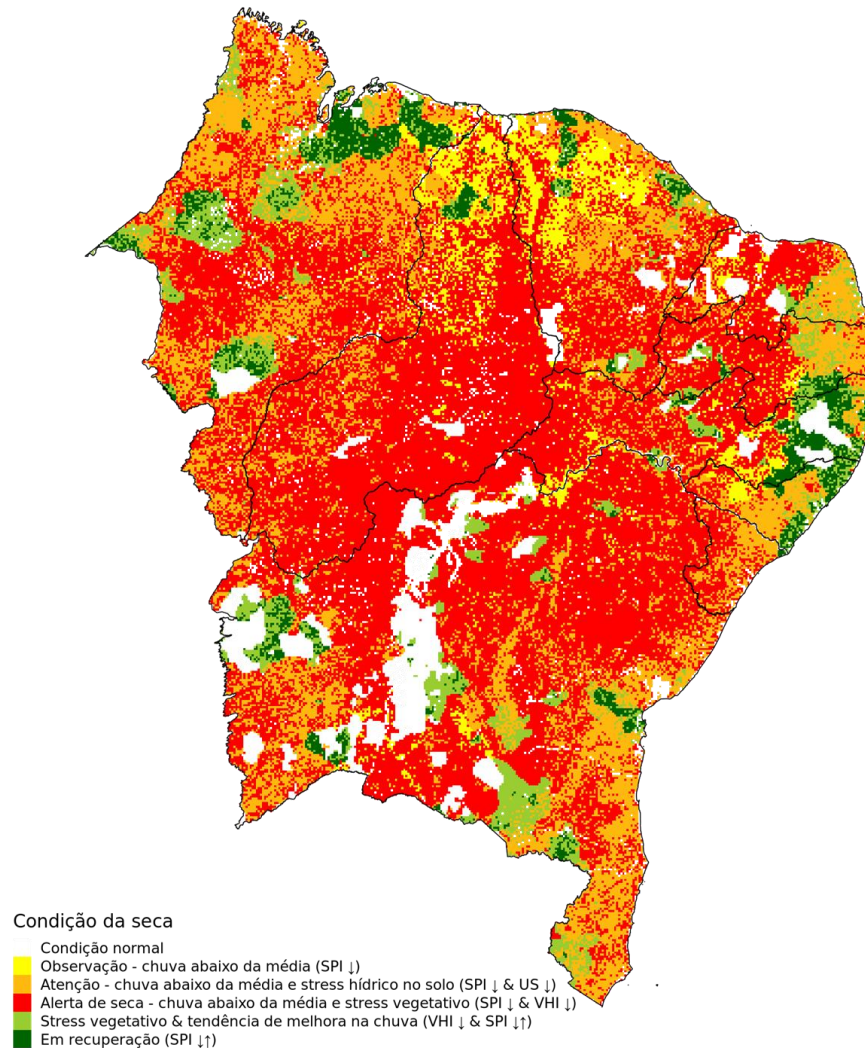 Condição da seca
Condição normal
Observação - chuva abaixo da média (SPI ↓)
Atenção - chuva abaixo da média e stress hídrico no solo (SPI ↓ & US ↓)
Alerta de seca - chuva abaixo da média e stress vegetativo (SPI ↓ & VHI ↓)
Stress vegetativo & tendência de melhora na chuva (VHI ↓ & SPI ↓↑)
Em recuperação (SPI ↓↑)